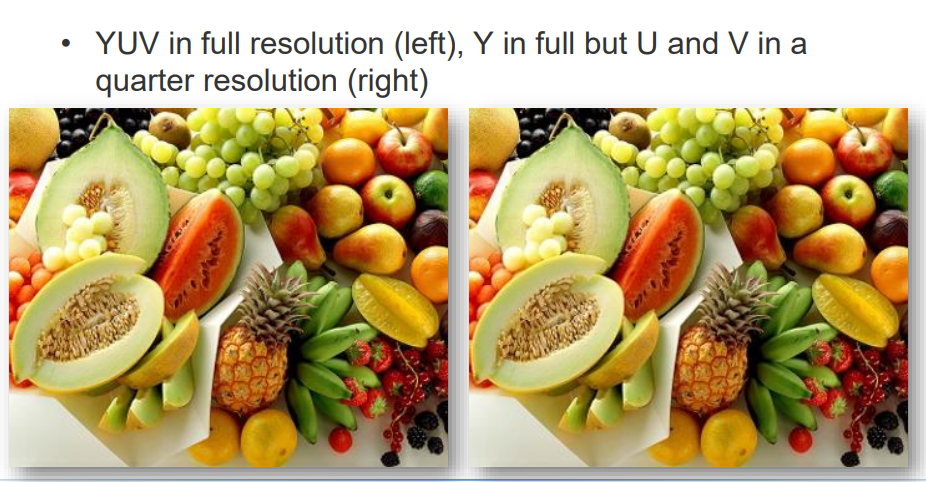 • YUV in full resolution (left), Y in full but U and V in a
quarter resolution (right)